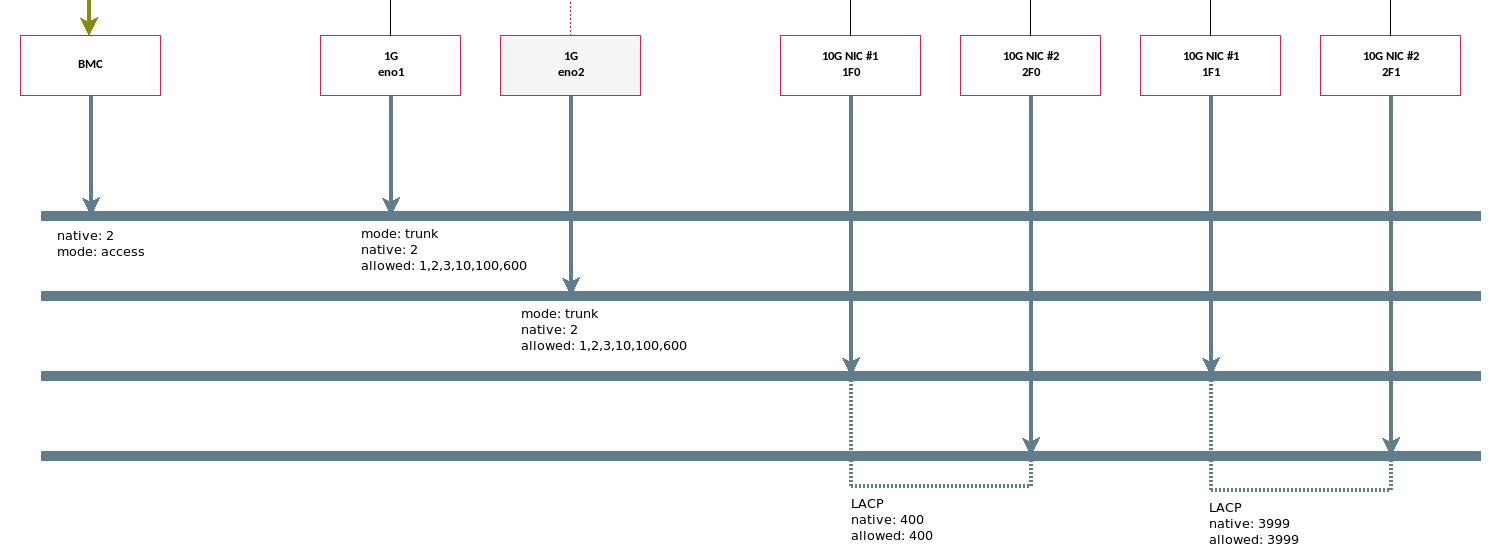 BMC
1G
eno1
1G
eno2
10G NIC #1
1F0
10G NIC #2
2F0
10G NIC #1
1F1
10G NIC #2
2F1
native: 2
mode: access
mode: trunk
native: 2
allowed: 1,2,3,10,100,600
mode: trunk
native: 2
allowed: 1,2,3,10,100,600
LACP
native: 400
allowed: 400
LACP
native: 3999
allowed: 3999